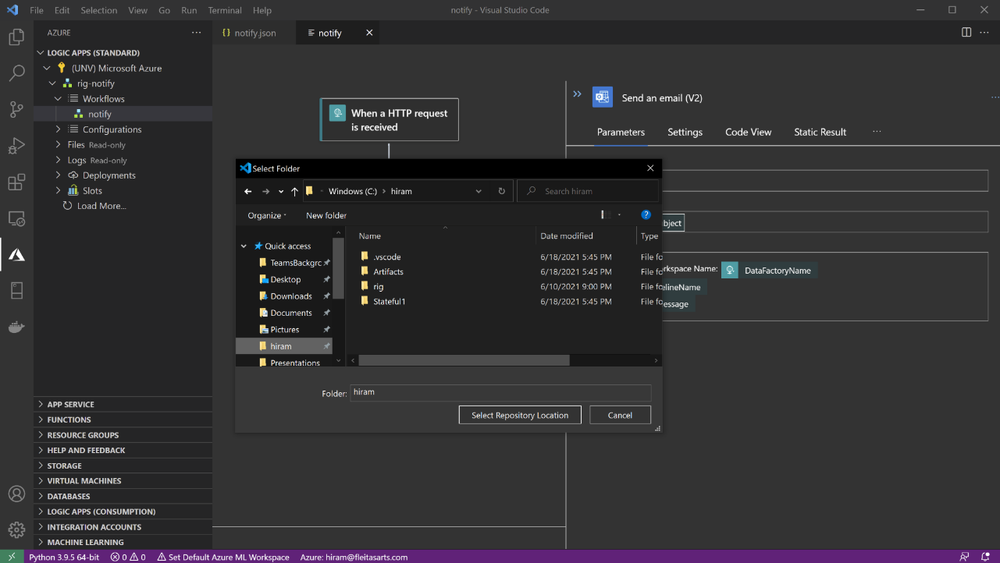 File Edit Selection View Go Run Terminal Help
notify - Visual Studio Code
AZURE
LOGIC APPS (STANDARD)
(UNV) Microsoft Azure
rig-notify
Workflows
notify
Configurations
Files Read-only
Logs Read-only
Deployments
Slots
Load More...
APP SERVICE
FUNCTIONS
RESOURCE GROUPS
HELP AND FEEDBACK
STORAGE
VIRTUAL MACHINES
DATABASES
LOGIC APPS (CONSUMPTION)
INTEGRATION ACCOUNTS
MACHINE LEARNING
{} notify.json
notify
When a HTTP request
is received
Send an email (V2)
Parameters Settings Code View Static Result
bject
rkspace Name: DataFactoryName
elineName
essage
Select Folder
Windows (C:) hiram
Search hiram
Organize New folder
Name Date modified Type
Quick access
TeamsBackgrc
Desktop
Downloads
Documents
Pictures
hiram
Presentations
.vscode 6/18/2021 5:45 PM File fo
Artifacts 6/18/2021 5:45 PM File fo
rig 6/10/2021 9:00 PM File fo
Stateful1 6/18/2021 5:45 PM File fo
Folder: hiram
Select Repository Location Cancel
Python 3.9.5 64-bit 0 0 Set Default Azure ML Workspace Azure: hiram@fleitasarts.com